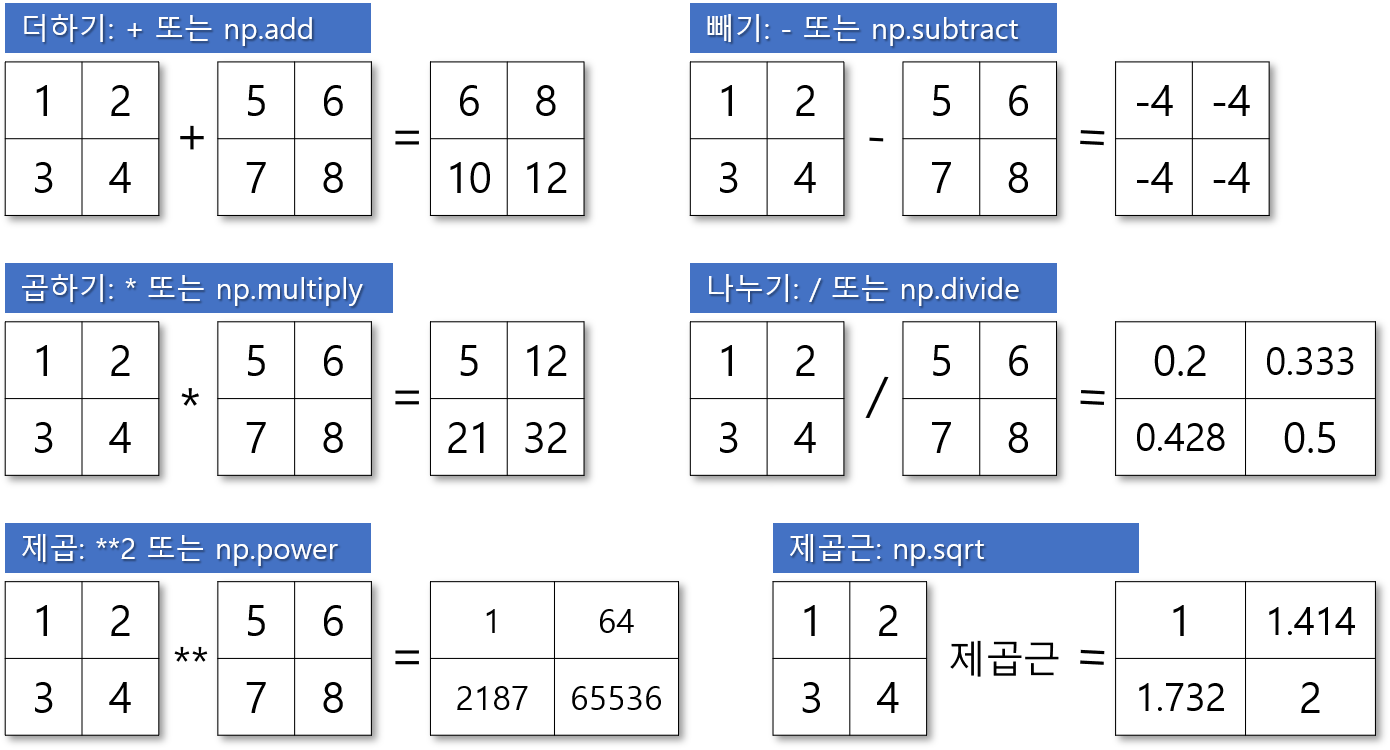 더하기: + 또는 np.add
1 2 5 6 6 8
+ =
3 4 7 8 10 12
빼기: - 또는 np.subtract
1 2 5 6 -4 -4
- =
3 4 7 8 -4 -4
곱하기: * 또는 np.multiply
1 2 5 6 5 12
* =
3 4 7 8 21 32
나누기: / 또는 np.divide
1 2 5 6 0.2 0.333
/ =
3 4 7 8 0.428 0.5
제곱: **2 또는 np.power
1 2 5 6 1 64
** =
3 4 7 8 2187 65536
제곱근: np.sqrt
1 2 1 1.414
제곱근 =
3 4 1.732 2